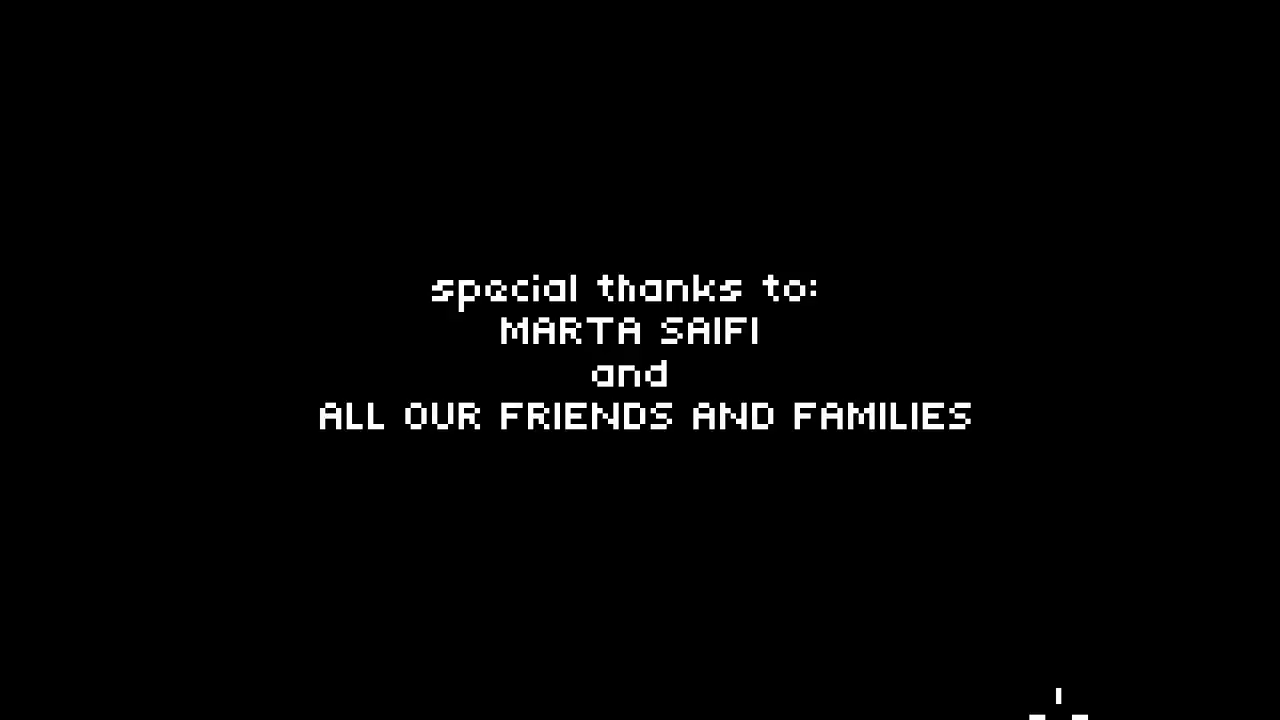 special thanks to:
MARTA SAIFI
and
ALL OUR FRIENDS AND FAMILIES